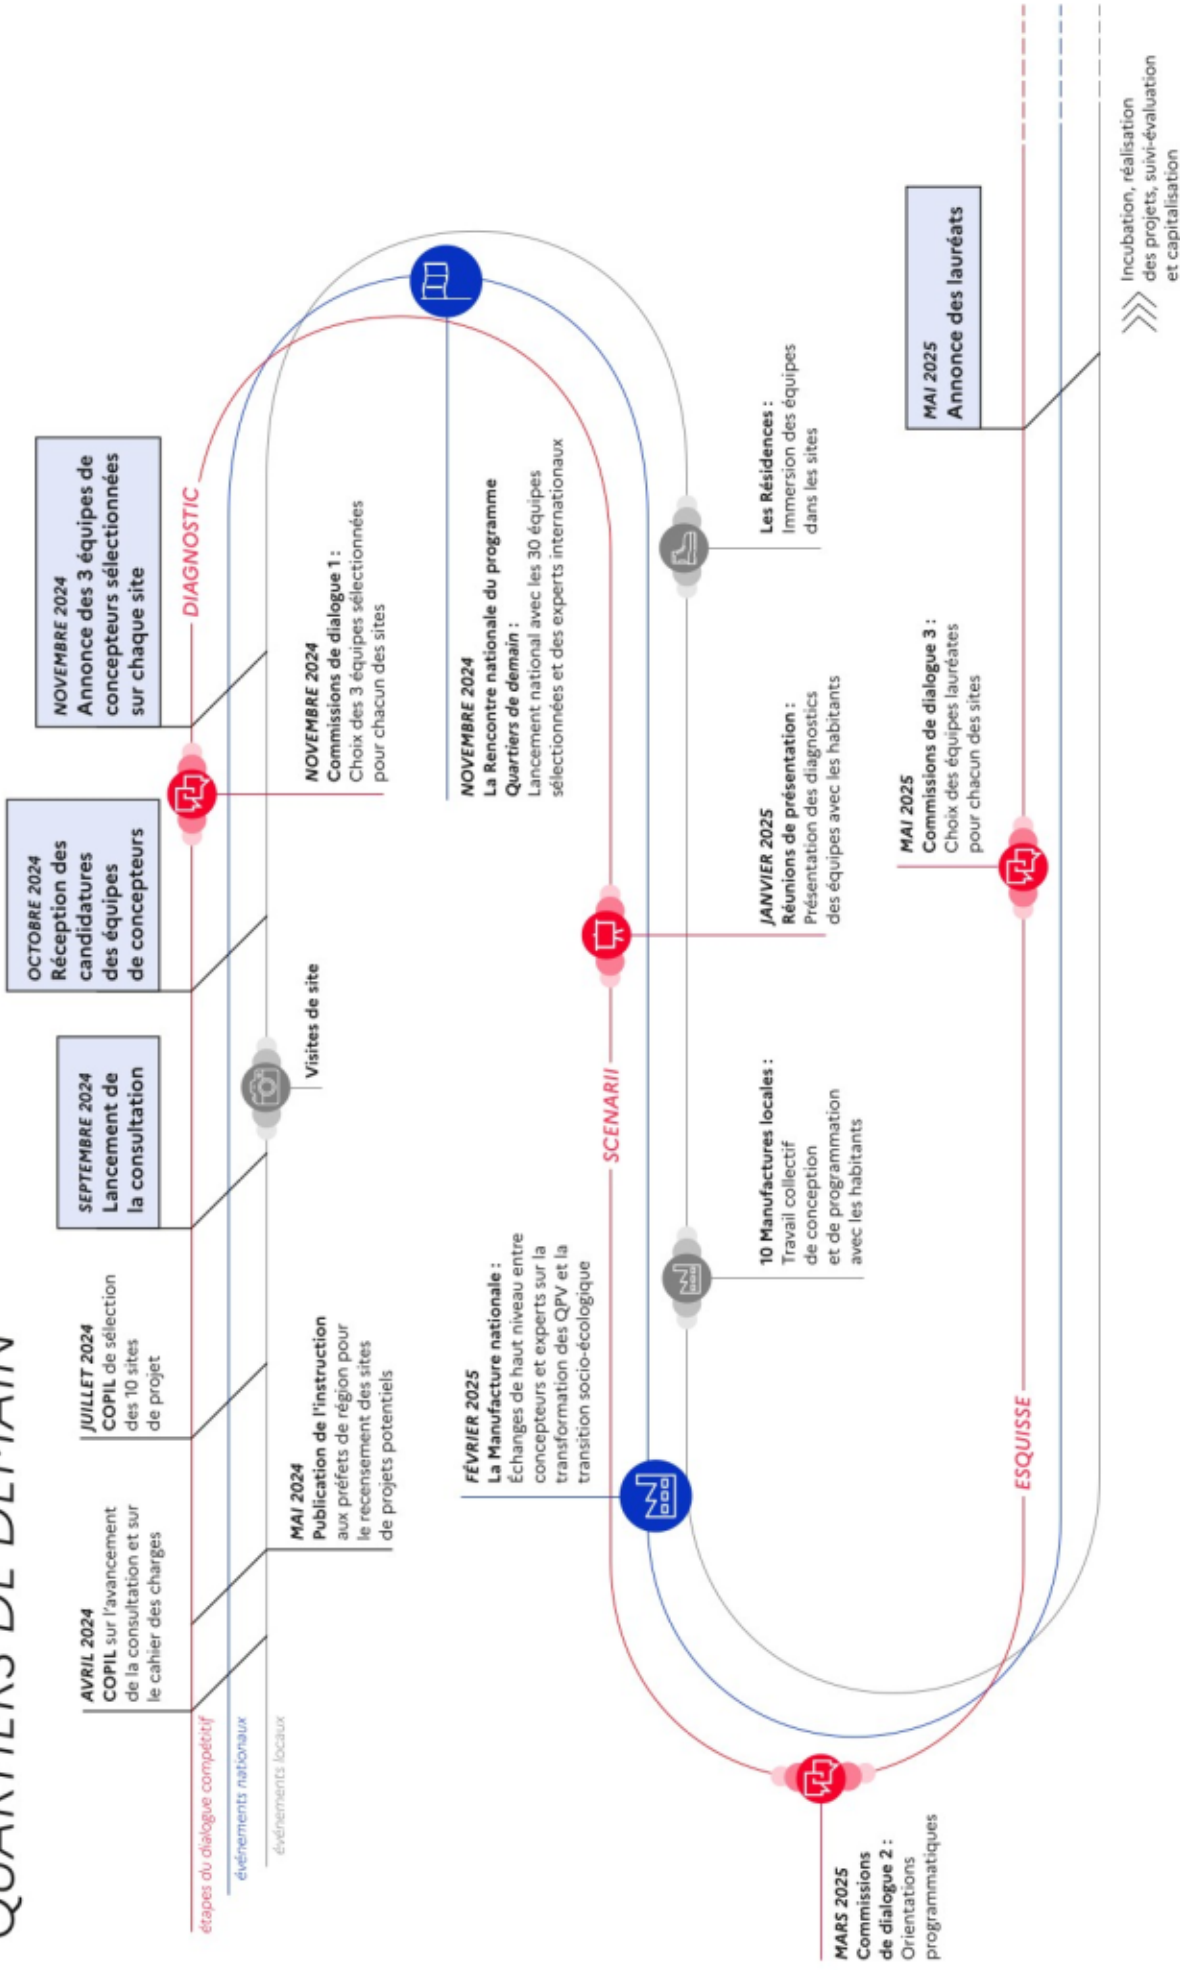 QUARTIERS DE DEMAIN
AVRIL 2024
COPIL sur l'avancement
de la consultation et sur
le cahier des charges
JUILLET 2024
COPIL de sélection
des 10 sites
de projet
SEPTEMBRE 2024
Lancement de
la consultation
OCTOBRE 2024
Réception des
candidatures
des équipes
de concepteurs
NOVEMBRE 2024
Annonce des 3 équipes de
concepteurs sélectionnées
sur chaque site
étapes du dialogue compétitif
événements nationaux
événements locaux
DIAGNOSTIC
MAI 2024
Publication de l'instruction
aux préfets de région pour
le recensement des sites
de projets potentiels
Visites de site
NOVEMBRE 2024
Commissions de dialogue 1 :
Choix des 3 équipes sélectionnées
pour chacun des sites
NOVEMBRE 2024
La Rencontre nationale du programme
Quartiers de demain :
Lancement national avec les 30 équipes
sélectionnées et des experts internationaux
FÉVRIER 2025
La Manufacture nationale :
Échanges de haut niveau entre
concepteurs et experts sur la
transformation des QPV et la
transition socio-écologique
SCENARII
10 Manufactures locales :
Travail collectif
de conception
et de programmation
avec les habitants
JANVIER 2025
Réunions de présentation :
Présentation des diagnostics
des équipes avec les habitants
Les Résidences :
Immersion des équipes
dans les sites
MARS 2025
Commissions
de dialogue 2 :
Orientations
programmatiques
ESQUISSE
MAI 2025
Commissions de dialogue 3 :
Choix des équipes lauréates
pour chacun des sites
MAI 2025
Annonce des lauréats
Incubation, réalisation
des projets, suivi-évaluation
et capitalisation